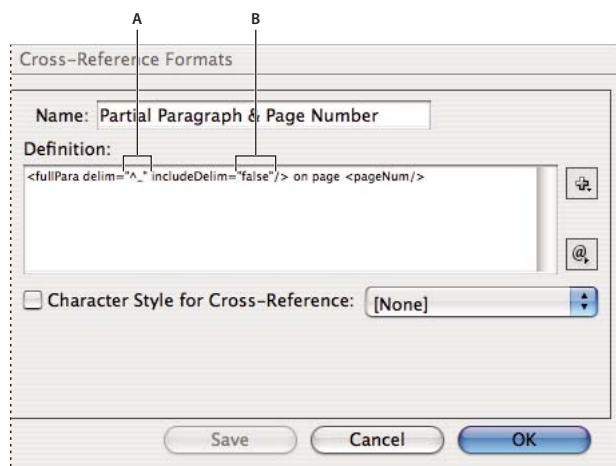 A B
Cross-Reference Formats
Name: Partial Paragraph & Page Number
Definition:
<fullPara delim="^_" includeDelim="false"/> on page <pageNum/>
@
Character Style for Cross-Reference: [None]
Save Cancel OK